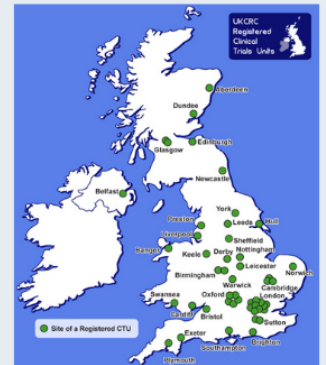 UKCRC
Registered
Clinical
Trials Units
Aberdeen
Dundee
Edinburgh
Glasgow
Newcastle
Belfast
York
Preston
Leeds
Hull
Liverpool
Sheffield
Bangor
Nottingham
Keele
Derby
Norwich
Leicester
Birmingham
Cambridge
Warwick
London
Swansea
Oxford
Cardiff
Bristol
Sutton
Site of a Registered CTU
Exeter
Southampton
Brighton
Plymouth